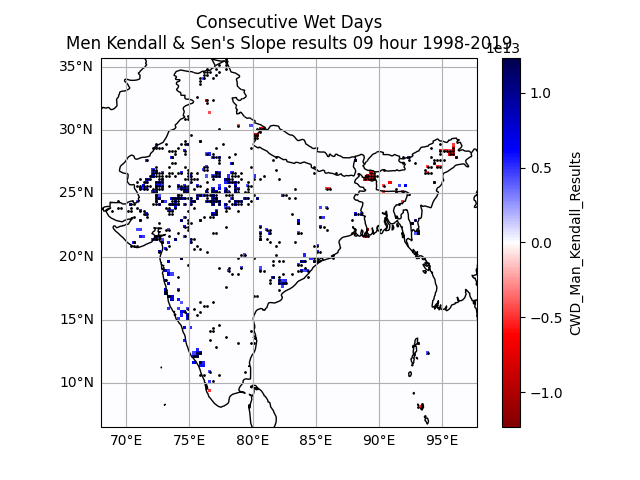 Consecutive Wet Days
Men Kendall & Sen's Slope results 09 hour 1998-2019
1e13
35°N
30°N
25°N
20°N
15°N
10°N
70°E 75°E 80°E 85°E 90°E 95°E
1.0
0.5
0.0
−0.5
−1.0
CWD_Man_Kendall_Results